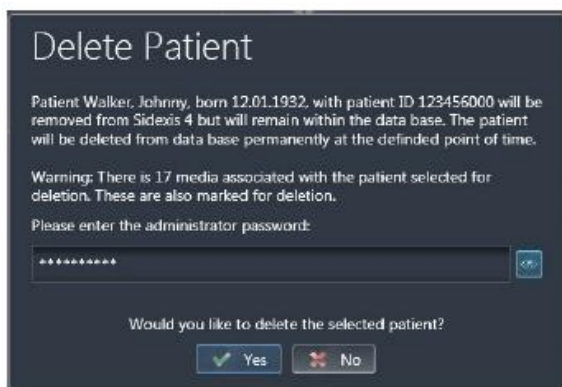 Delete Patient
Patient Walker, Johnny, born 12.01.1932, with patient ID 123456000 will be
removed from Sidexis 4 but will remain within the data base. The patient
will be deleted from data base permanently at the definded point of time.
Warning: There is 17 media associated with the patient selected for
deletion. These are also marked for deletion.
Please enter the administrator password:
**********
Would you like to delete the selected patient?
Yes No